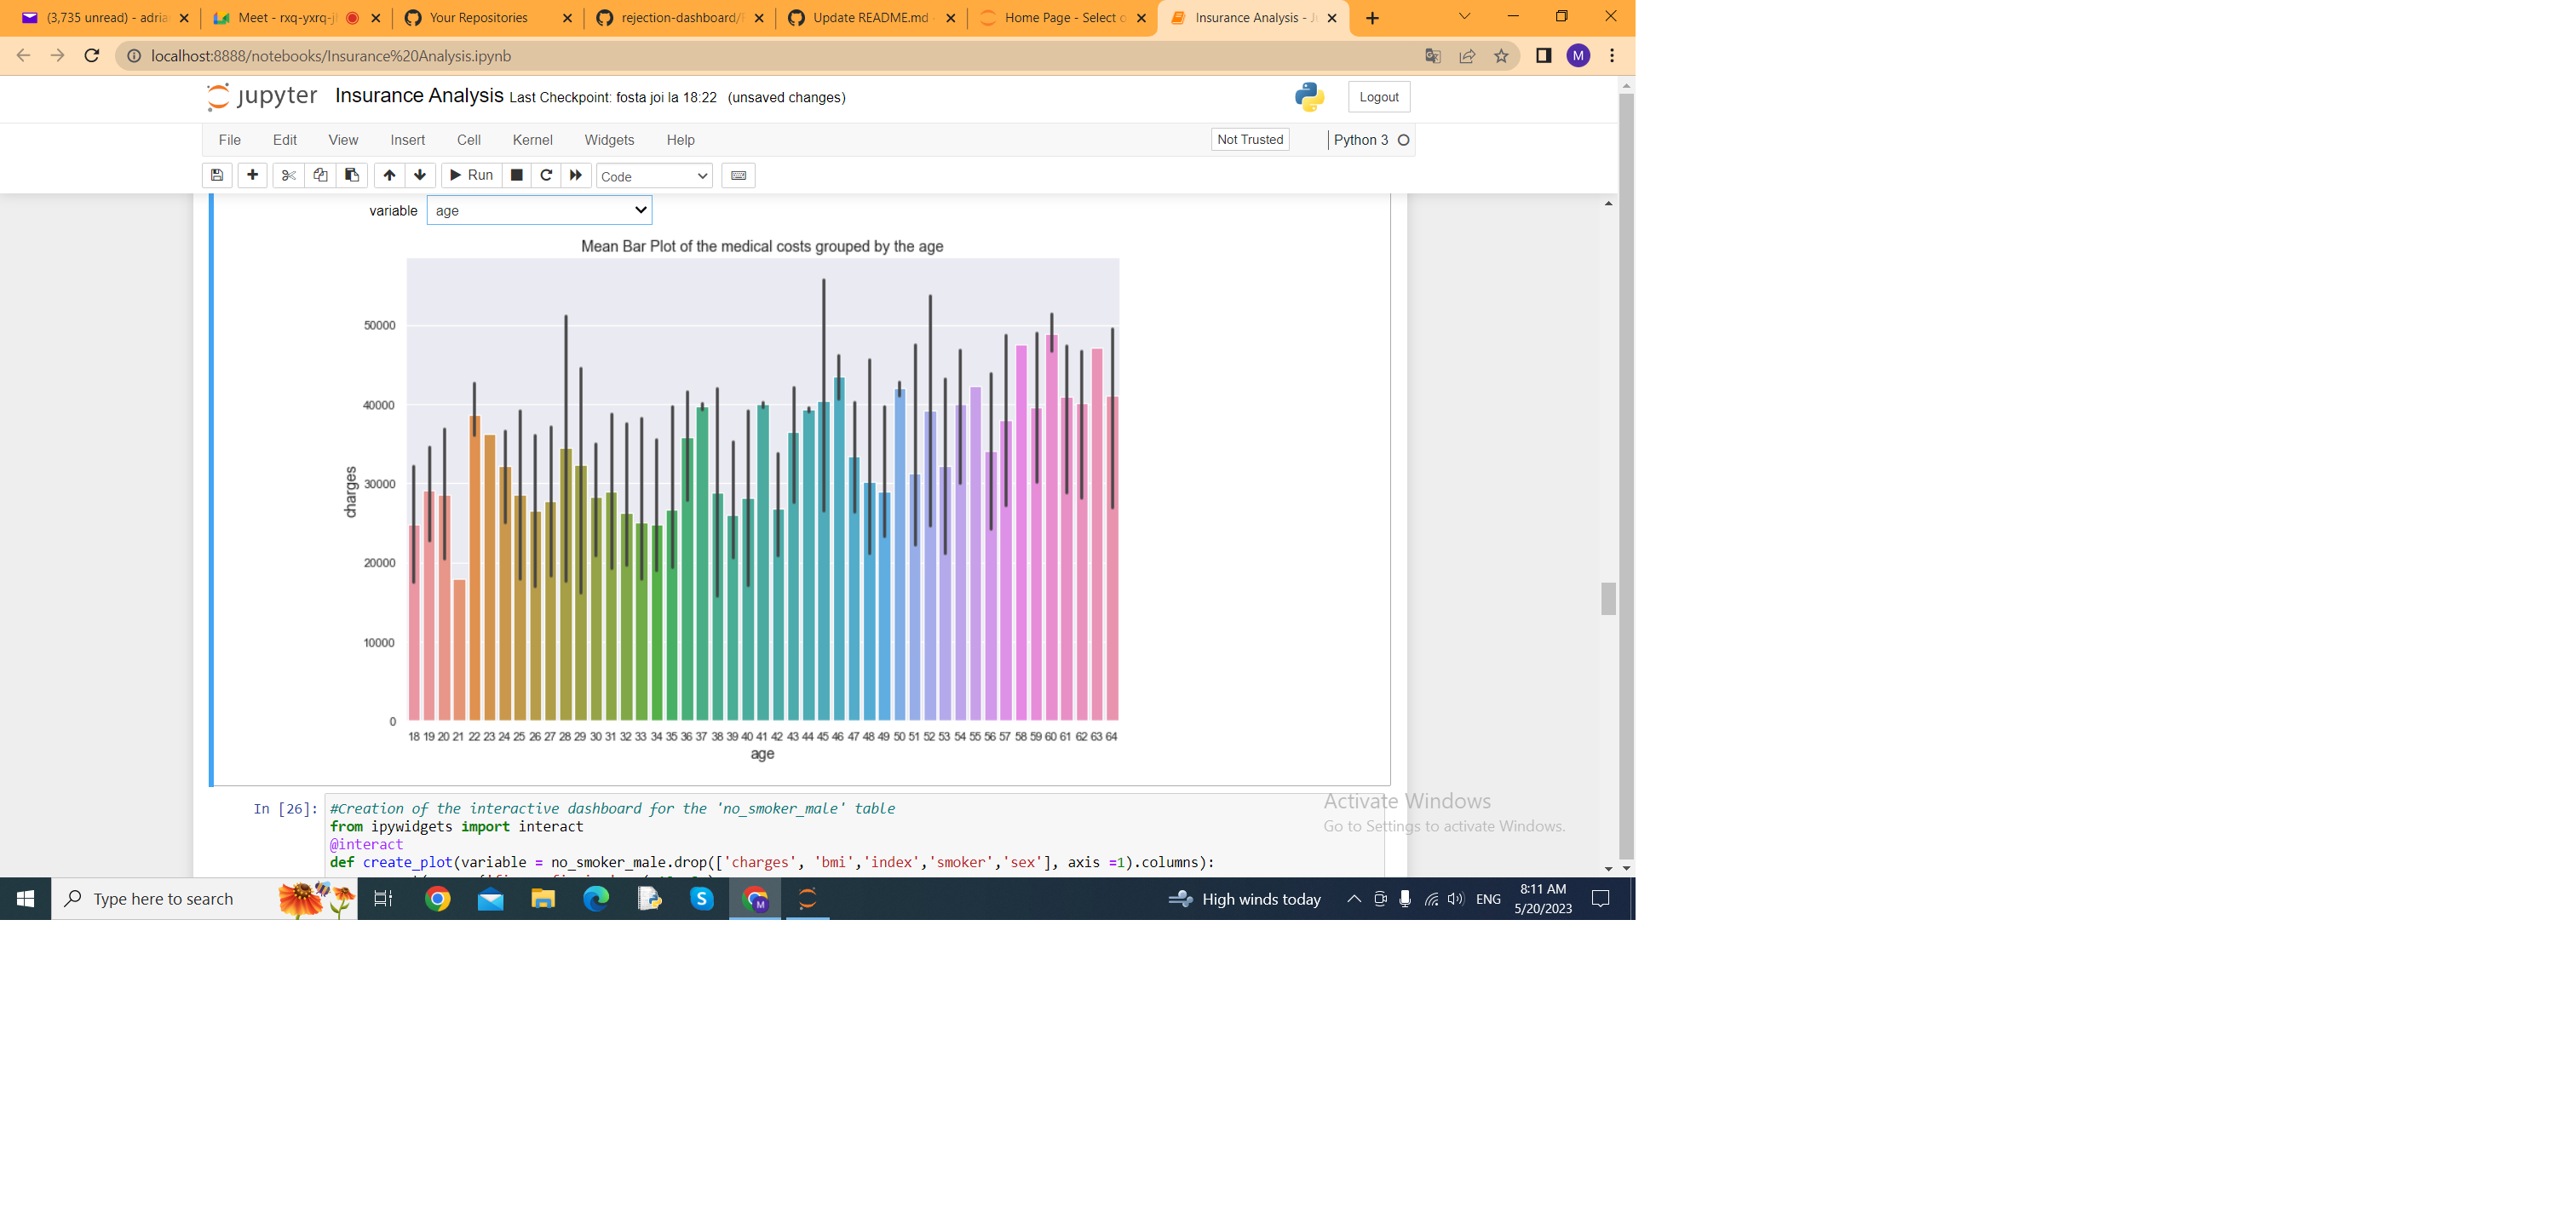 (3,735 unread) - adria
Meet - rxq-yxrq-j
Your Repositories
rejection-dashboard/
Update README.md
Home Page - Select o
Insurance Analysis - J
localhost:8888/notebooks/Insurance%20Analysis.ipynb
M
jupyter Insurance Analysis Last Checkpoint: fosta joi la 18:22 (unsaved changes)
Logout
File Edit View Insert Cell Kernel Widgets Help
Not Trusted
Python 3
Run
Code
variable age
Mean Bar Plot of the medical costs grouped by the age
50000
40000
30000
20000
10000
0
charges
18 19 20 21 22 23 24 25 26 27 28 29 30 31 32 33 34 35 36 37 38 39 40 41 42 43 44 45 46 47 48 49 50 51 52 53 54 55 56 57 58 59 60 61 62 63 64
age
In [26]: #Creation of the interactive dashboard for the 'no_smoker_male' table
from ipywidgets import interact
@interact
def create_plot(variable = no_smoker_male.drop(['charges', 'bmi','index','smoker','sex'], axis =1).columns):
Activate Windows
Go to Settings to activate Windows.
Type here to search
High winds today
ENG
8:11 AM
5/20/2023